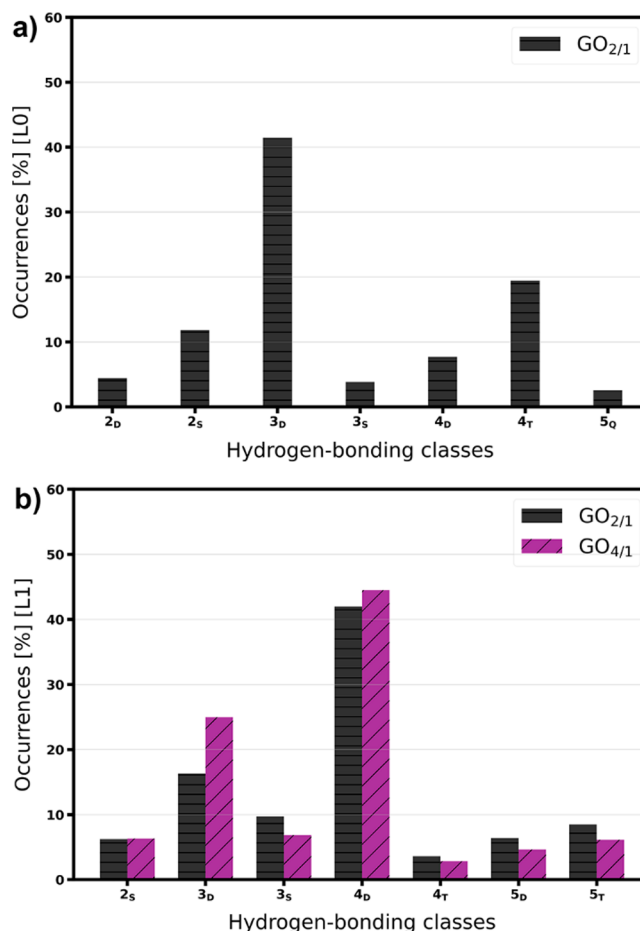 a)
GO2/1
Occurrences [%] [L0]
60
50
40
30
20
10
0
2D 2S 3D 3S 4D 4T 5Q
Hydrogen-bonding classes
b)
GO2/1
GO4/1
Occurrences [%] [L1]
60
50
40
30
20
10
0
2S 3D 3S 4D 4T 5D 5T
Hydrogen-bonding classes